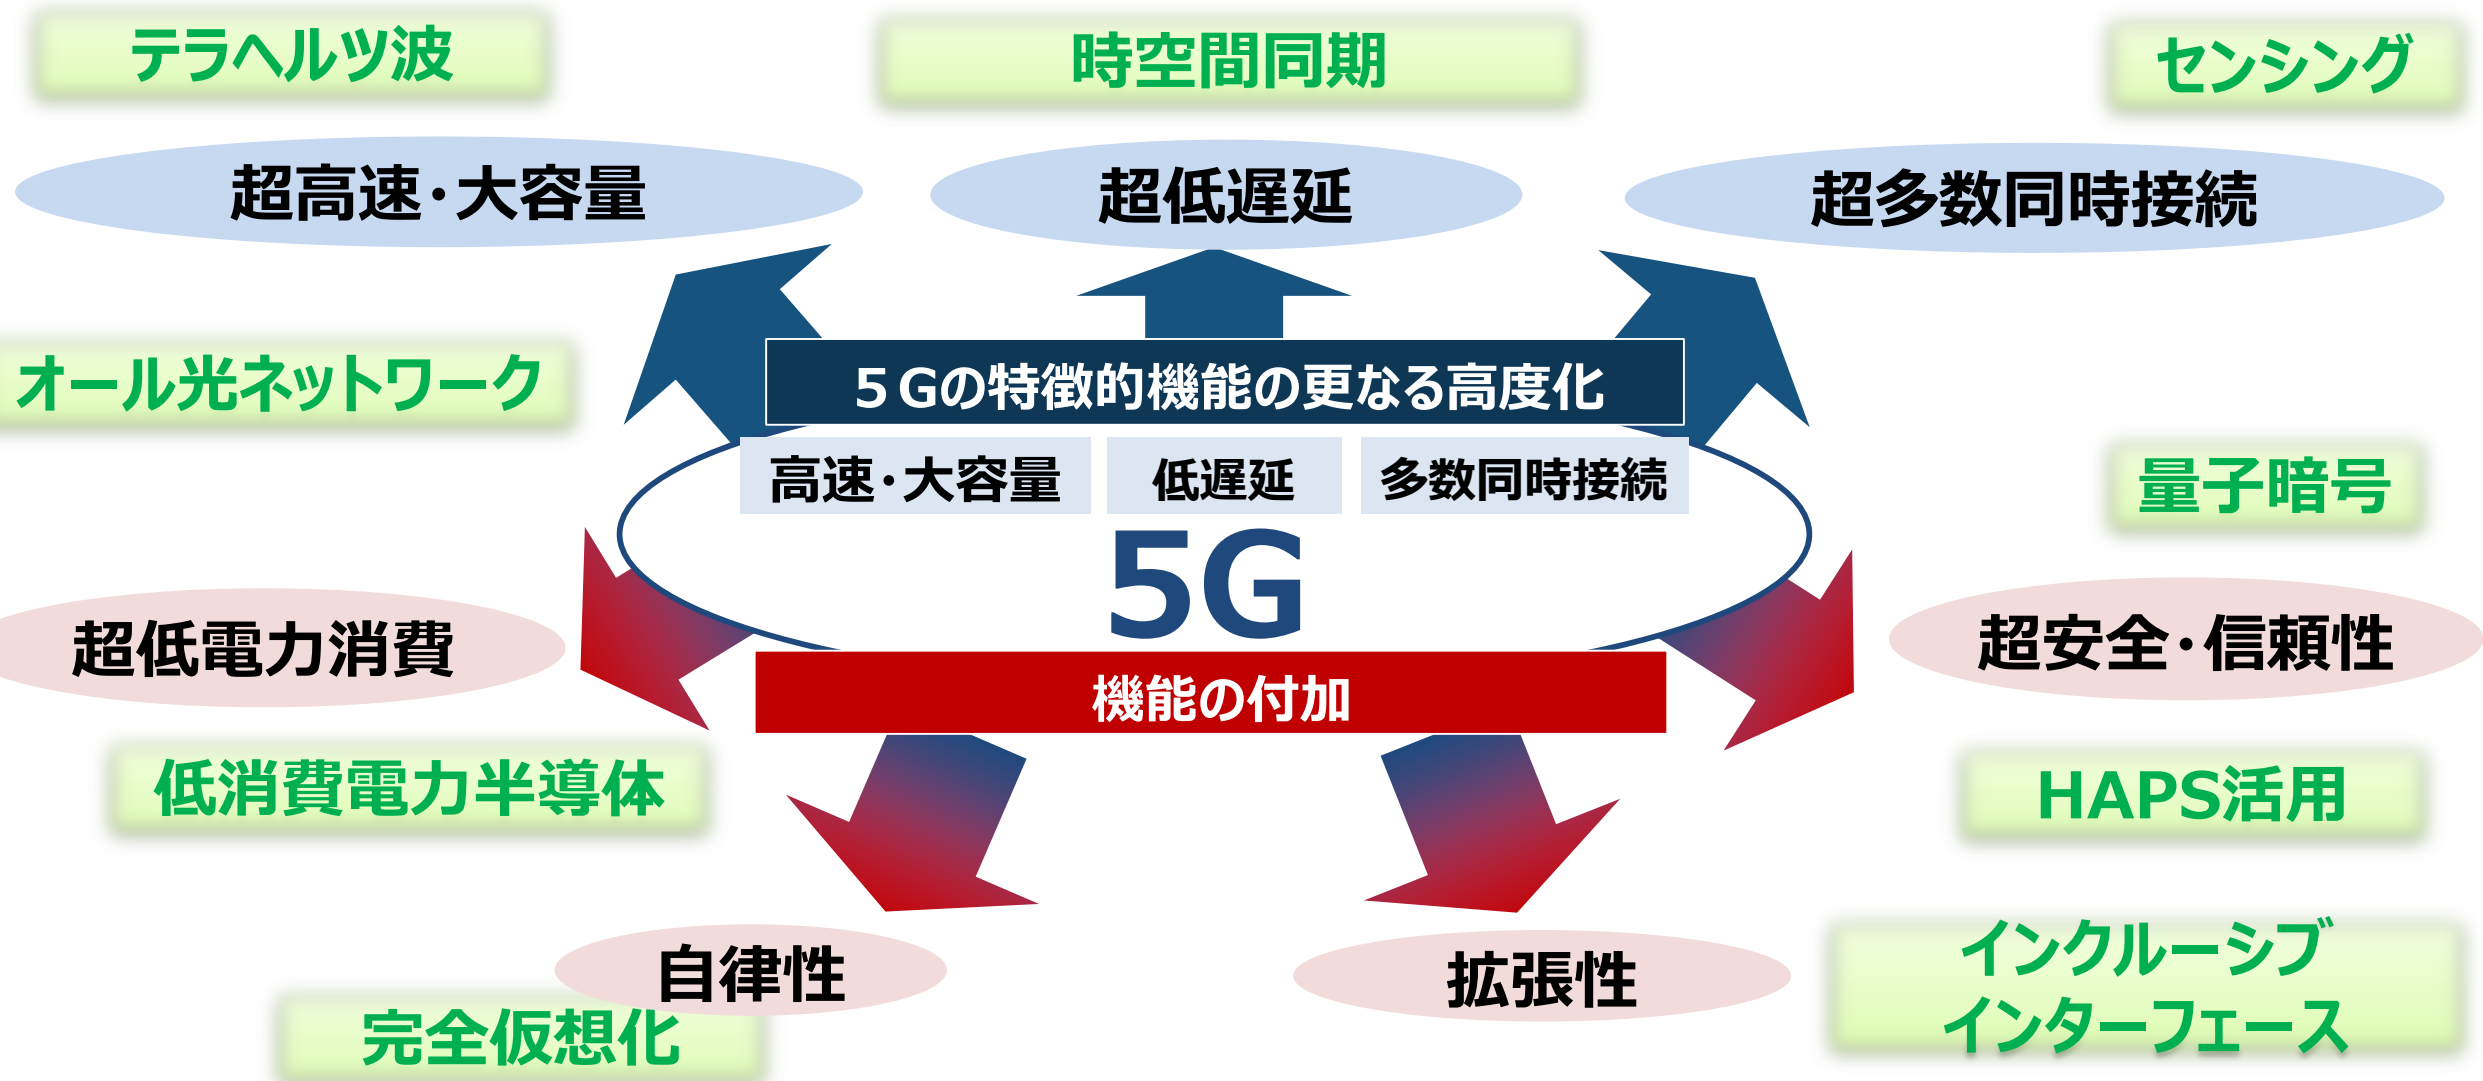 テラヘルツ波
時空間同期
センシング
超高速・大容量
超低遅延
超多数同時接続
オール光ネットワーク
５Gの特徴的機能の更なる高度化
高速・大容量
低遅延
多数同時接続
量子暗号
5G
超低電力消費
超安全・信頼性
機能の付加
低消費電力半導体
HAPS活用
自律性
拡張性
完全仮想化
インクルーシブ
インターフェース